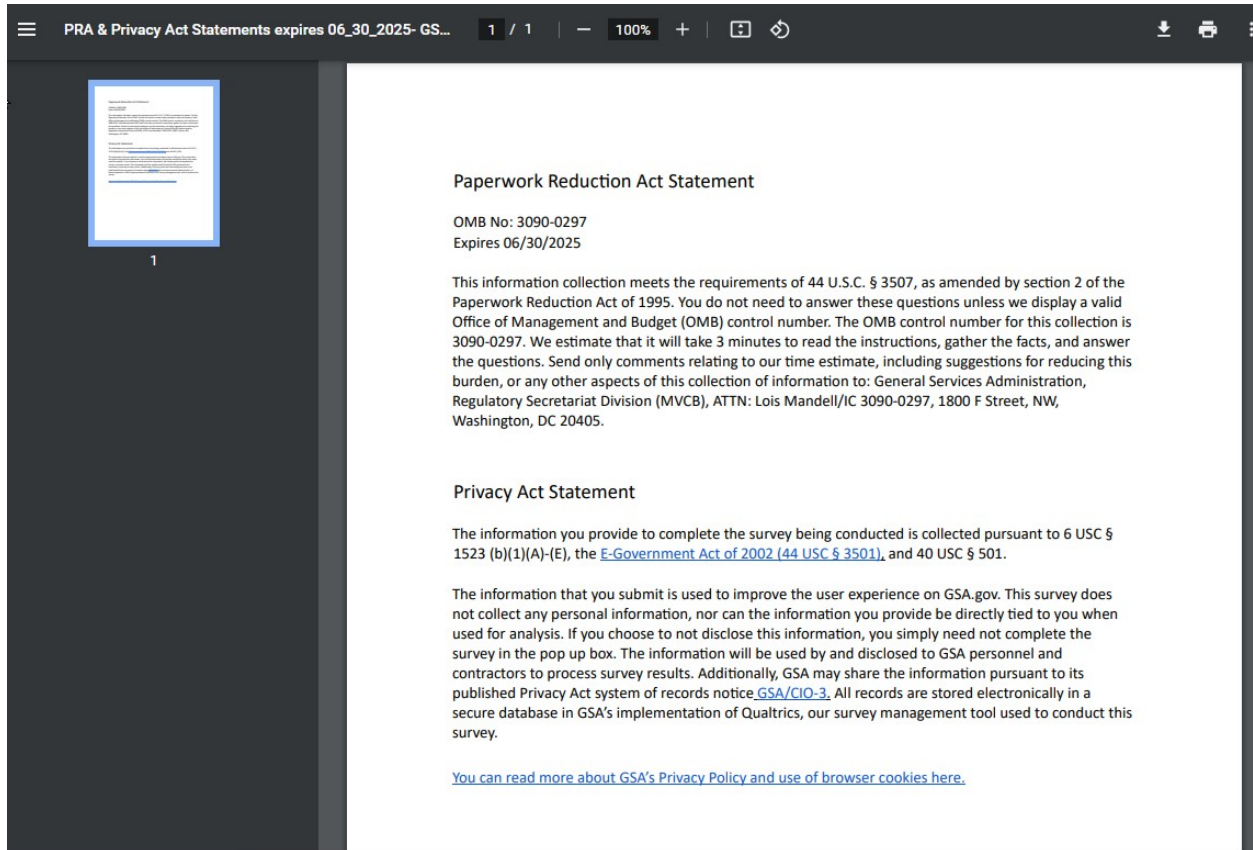 PRA & Privacy Act Statements expires 06_30_2025- GS...
1 / 1
100%
1
Paperwork Reduction Act Statement
OMB No: 3090-0297
Expires 06/30/2025
This information collection meets the requirements of 44 U.S.C. § 3507, as amended by section 2 of the
Paperwork Reduction Act of 1995. You do not need to answer these questions unless we display a valid
Office of Management and Budget (OMB) control number. The OMB control number for this collection is
3090-0297. We estimate that it will take 3 minutes to read the instructions, gather the facts, and answer
the questions. Send only comments relating to our time estimate, including suggestions for reducing this
burden, or any other aspects of this collection of information to: General Services Administration,
Regulatory Secretariat Division (MVCB), ATTN: Lois Mandell/IC 3090-0297, 1800 F Street, NW,
Washington, DC 20405.
Privacy Act Statement
The information you provide to complete the survey being conducted is collected pursuant to 6 USC §
1523 (b)(1)(A)-(E), the E-Government Act of 2002 (44 USC § 3501), and 40 USC § 501.
The information that you submit is used to improve the user experience on GSA.gov. This survey does
not collect any personal information, nor can the information you provide be directly tied to you when
used for analysis. If you choose to not disclose this information, you simply need not complete the
survey in the pop up box. The information will be used by and disclosed to GSA personnel and
contractors to process survey results. Additionally, GSA may share the information pursuant to its
published Privacy Act system of records notice GSA/CIO-3. All records are stored electronically in a
secure database in GSA's implementation of Qualtrics, our survey management tool used to conduct this
survey.
You can read more about GSA's Privacy Policy and use of browser cookies here.